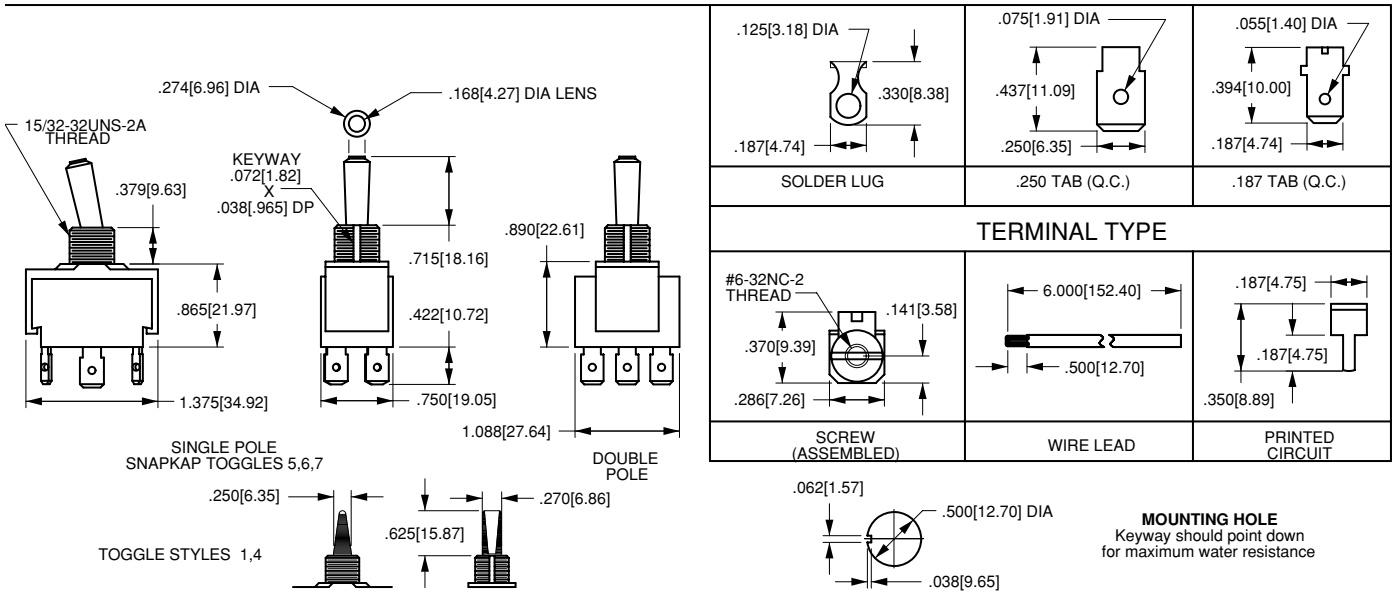 .274[6.96] DIA
.168[4.27] DIA LENS
15/32-32UNS-2A
THREAD
.379[9.63]
KEYWAY
.072[1.82]
X
.038[.965] DP
.890[22.61]
.715[18.16]
.865[21.97]
.422[10.72]
1.375[34.92]
.750[19.05]
1.088[27.64]
SINGLE POLE
SNAPKAP TOGGLES 5,6,7
DOUBLE
POLE
.250[6.35]
.270[6.86]
.625[15.87]
TOGGLE STYLES 1,4
.125[3.18] DIA
.330[8.38]
.187[4.74]
SOLDER LUG
.075[1.91] DIA
.437[11.09]
.250[6.35]
.250 TAB (Q.C.)
.055[1.40] DIA
.394[10.00]
.187[4.74]
.187 TAB (Q.C.)
TERMINAL TYPE
#6-32NC-2
THREAD
.141[3.58]
.370[9.39]
.286[7.26]
SCREW
(ASSEMBLED)
6.000[152.40]
.500[12.70]
WIRE LEAD
.187[4.75]
.187[4.75]
.350[8.89]
PRINTED
CIRCUIT
.062[1.57]
.500[12.70] DIA
.038[9.65]
MOUNTING HOLE
Keyway should point down
for maximum water resistance